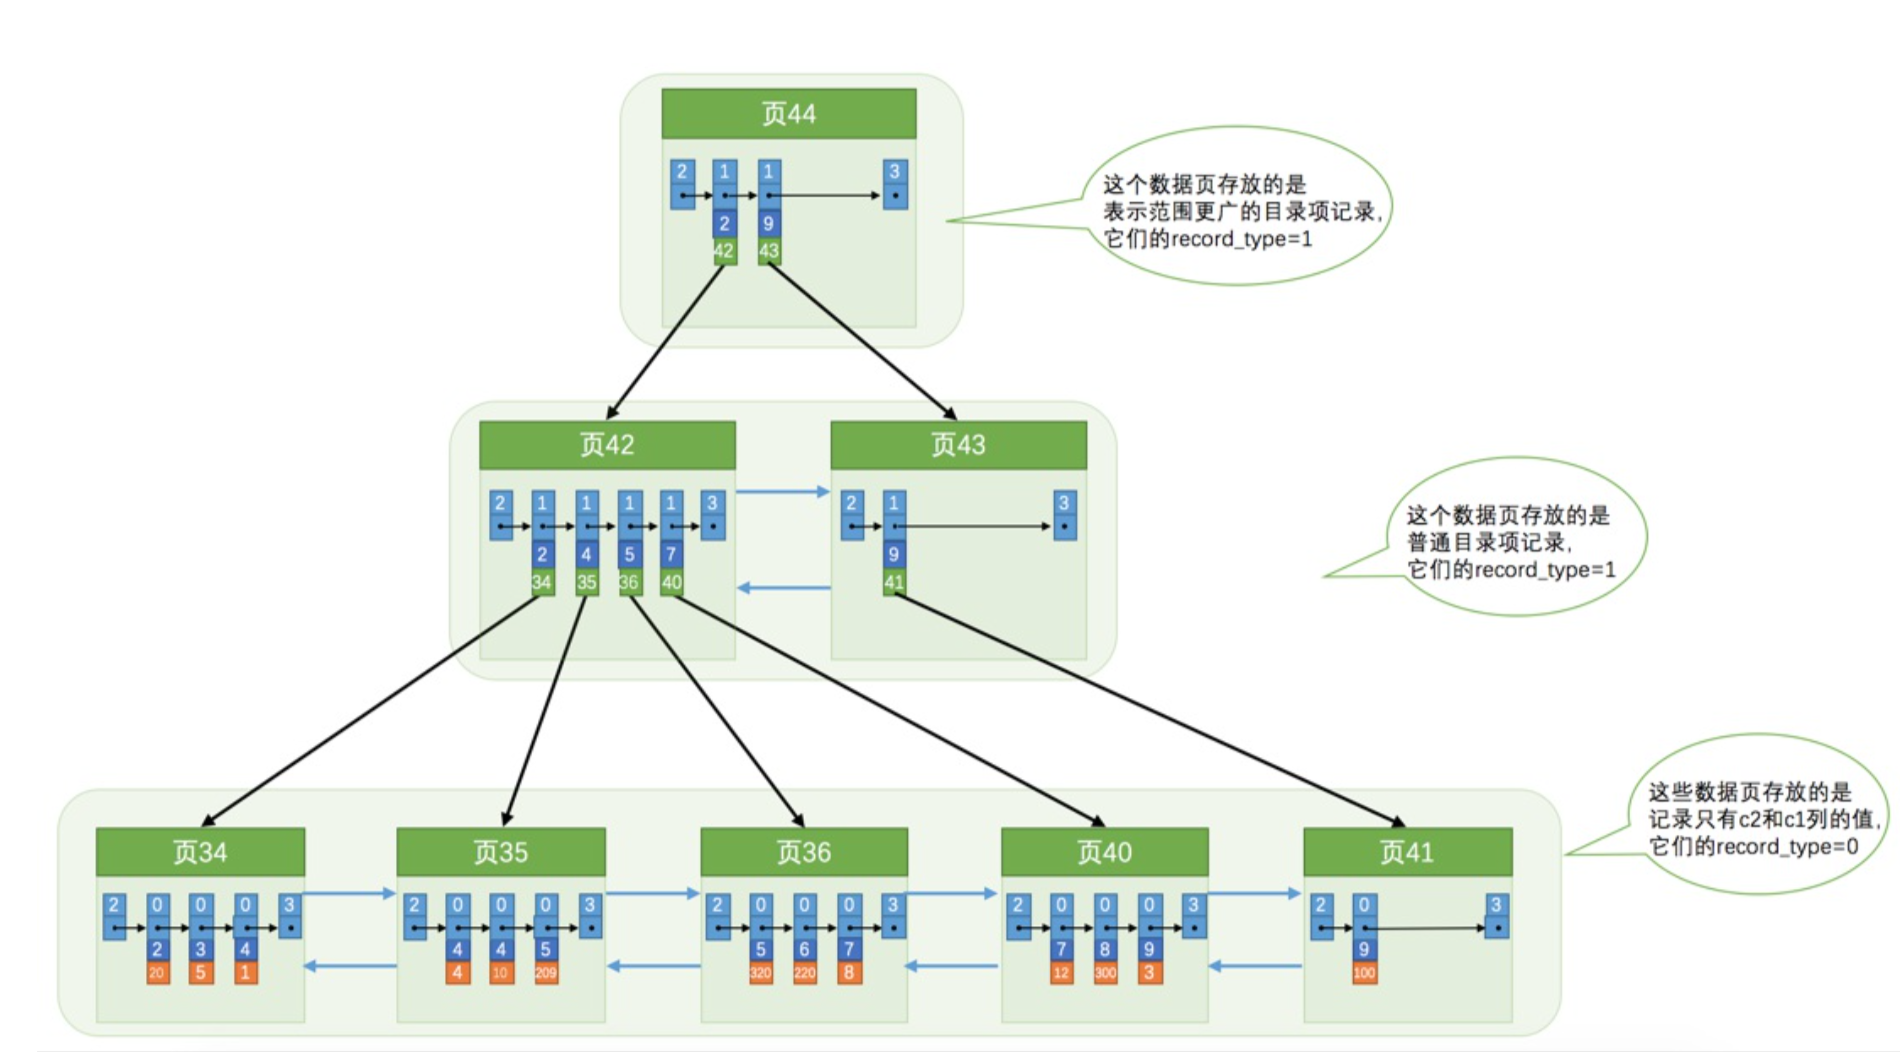 页44
2 1 1 3
2 9
42 43
这个数据页存放的是
表示范围更广的目录项记录,
它们的record_type=1
页42
2 1 1 1 1 3
2 4 5 7
34 35 36 40
页43
2 1 3
9
41
这个数据页存放的是
普通目录项记录,
它们的record_type=1
页34
2 0 0 0 3
2 3 4
20 5 1
页35
2 0 0 0 3
4 4 5
4 10 209
页36
2 0 0 0 3
5 6 7
320 220 8
页40
2 0 0 0 3
7 8 9
12 300 3
页41
2 0 3
9
100
这些数据页存放的是
记录只有c2和c1列的值,
它们的record_type=0